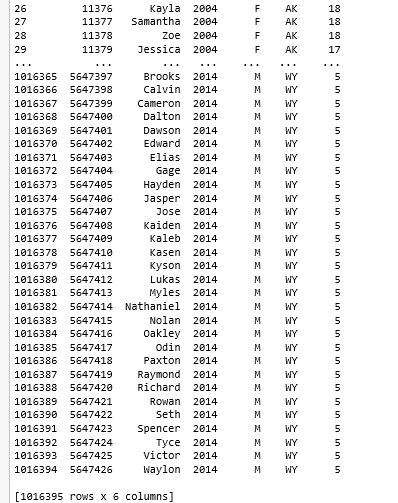 26 11376 Kayla 2004 F AK 18
27 11377 Samantha 2004 F AK 18
28 11378 Zoe 2004 F AK 18
29 11379 Jessica 2004 F AK 17
... ... ... ... ... ... ...
1016365 5647397 Brooks 2014 M WY 5
1016366 5647398 Calvin 2014 M WY 5
1016367 5647399 Cameron 2014 M WY 5
1016368 5647400 Dalton 2014 M WY 5
1016369 5647401 Dawson 2014 M WY 5
1016370 5647402 Edward 2014 M WY 5
1016371 5647403 Elias 2014 M WY 5
1016372 5647404 Gage 2014 M WY 5
1016373 5647405 Hayden 2014 M WY 5
1016374 5647406 Jasper 2014 M WY 5
1016375 5647407 Jose 2014 M WY 5
1016376 5647408 Kaiden 2014 M WY 5
1016377 5647409 Kaleb 2014 M WY 5
1016378 5647410 Kasen 2014 M WY 5
1016379 5647411 Kyson 2014 M WY 5
1016380 5647412 Lukas 2014 M WY 5
1016381 5647413 Myles 2014 M WY 5
1016382 5647414 Nathaniel 2014 M WY 5
1016383 5647415 Nolan 2014 M WY 5
1016384 5647416 Oakley 2014 M WY 5
1016385 5647417 Odin 2014 M WY 5
1016386 5647418 Paxton 2014 M WY 5
1016387 5647419 Raymond 2014 M WY 5
1016388 5647420 Richard 2014 M WY 5
1016389 5647421 Rowan 2014 M WY 5
1016390 5647422 Seth 2014 M WY 5
1016391 5647423 Spencer 2014 M WY 5
1016392 5647424 Tyce 2014 M WY 5
1016393 5647425 Victor 2014 M WY 5
1016394 5647426 Waylon 2014 M WY 5
[1016395 rows x 6 columns]